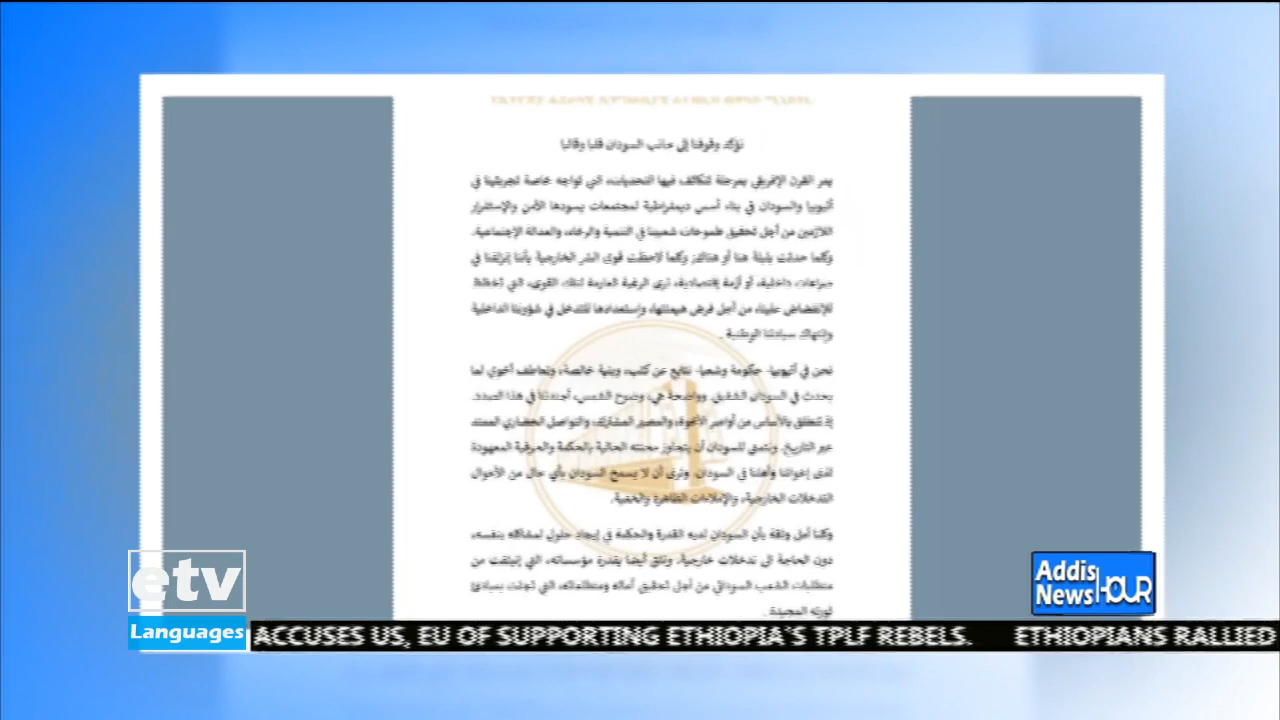 نؤكد وقوفنا إلى جانب السودان قلبا وقالبا
يمر القرن الإفريقي بمرحلة تتكاثف فيها التحديات، التي تواجه خاصة تجربتينا في
أثيوبيا والسودان في بناء أسس ديمقراطية لمجتمعات يسودها الأمن والإستقرار
اللازمين من أجل تحقيق طموحات شعبينا في التنمية والرخاء والعدالة الإجتماعية.
وكلما حدثت بلبلة هنا أو هناك؛ وكلما لاحظت قوى الشر الخارجية بأننا إنزلقنا في
صراعات داخلية، أو أزمة إقتصادية، نرى الرغبة العارمة لتلك القوى، التي تخطط
للإنقضاض علينا، من أجل فرض هيمنتها، وإستعدادها للتدخل في شؤوننا الداخلية
وانتهاك سيادتنا الوطنية .
نحن في أثيوبيا- حكومة وشعبا- نتابع عن كثب، وبنية خالصة، وتعاطف أخوي لما
يحدث في السودان الشقيق. وواضحة هي، وضوح الشمس، أجندتنا في هذا الصدد.
إذ تنطلق بالأساس من أواصر الأخوة، والمصير المشترك، والتواصل الحضاري الممتد
عبر التاريخ. ونتمنى للسودان أن يتجاوز محنته الحالية بالحكمة والحرفية المعهودة
لدى إخواننا وأهلنا في السودان. ونرى أن لا يسمح السودان بأي حال من الأحوال
التدخلات الخارجية، والإملاءات الظاهرة والخفية.
وكلنا أمل وثقة بأن السودان لديه القدرة والحكمة في إيجاد حلول لمشاكله بنفسه،
دون الحاجة الى تدخلات خارجية. ونثق أيضا بقدرة مؤسساته، التي إنبثقت من
متطلبات الشعب السوداني من أجل تحقيق آماله ومتطلعاته، التي تجلت بمبادئ
ثورته المجيدة .
etv
Languages
Addis
News HOUR
ACCUSES US, EU OF SUPPORTING ETHIOPIA'S TPLF REBELS. ETHIOPIANS RALLIED